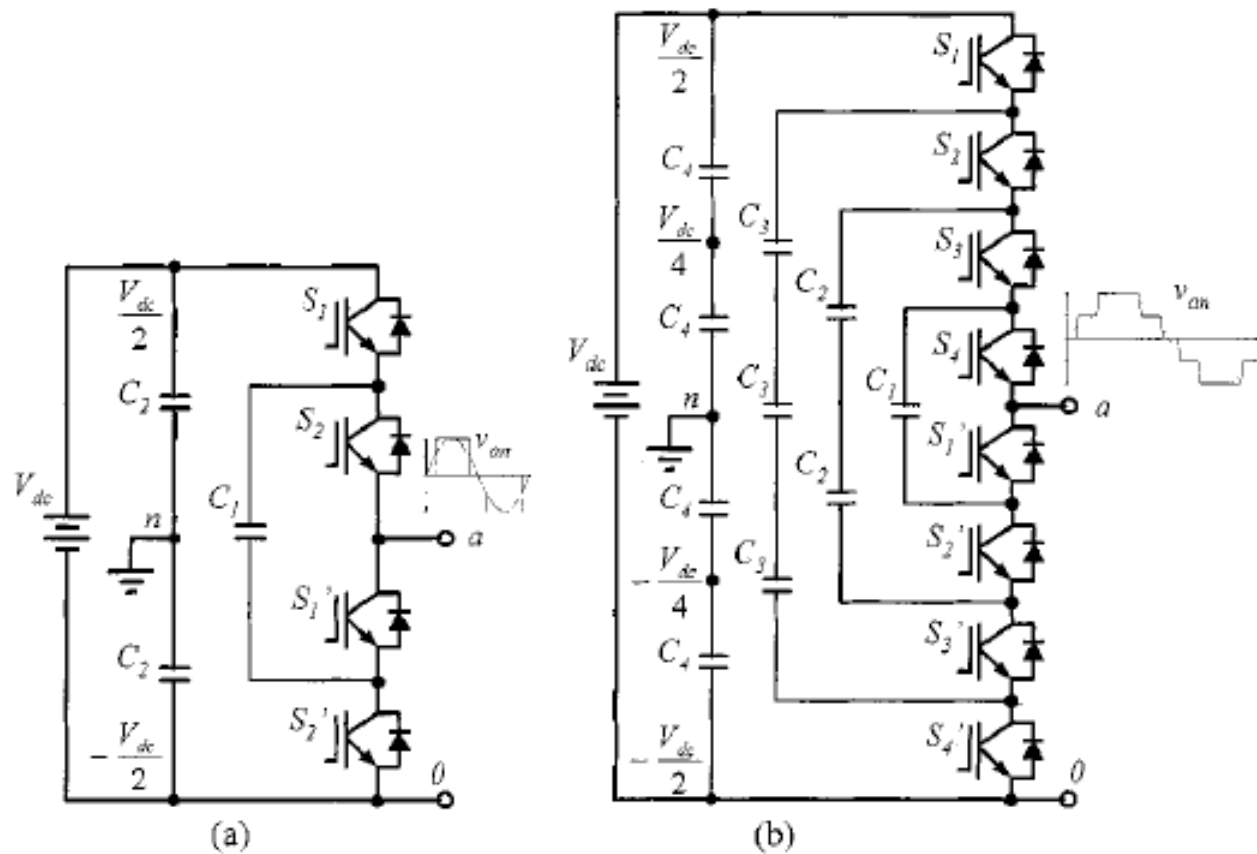 V_dc/2
S_1
C_2
S_2
v_an
V_dc
n
C_1
a
S_1'
C_2
S_2'
-V_dc/2
0
(a)
V_dc/2
S_1
C_4
S_2
V_dc/4
C_3
S_3
C_2
v_an
C_4
S_4
V_dc
C_3
C_1
n
a
S_1'
C_4
C_2
S_2'
C_3
-V_dc/4
S_3'
C_4
S_4'
-V_dc/2
0
(b)